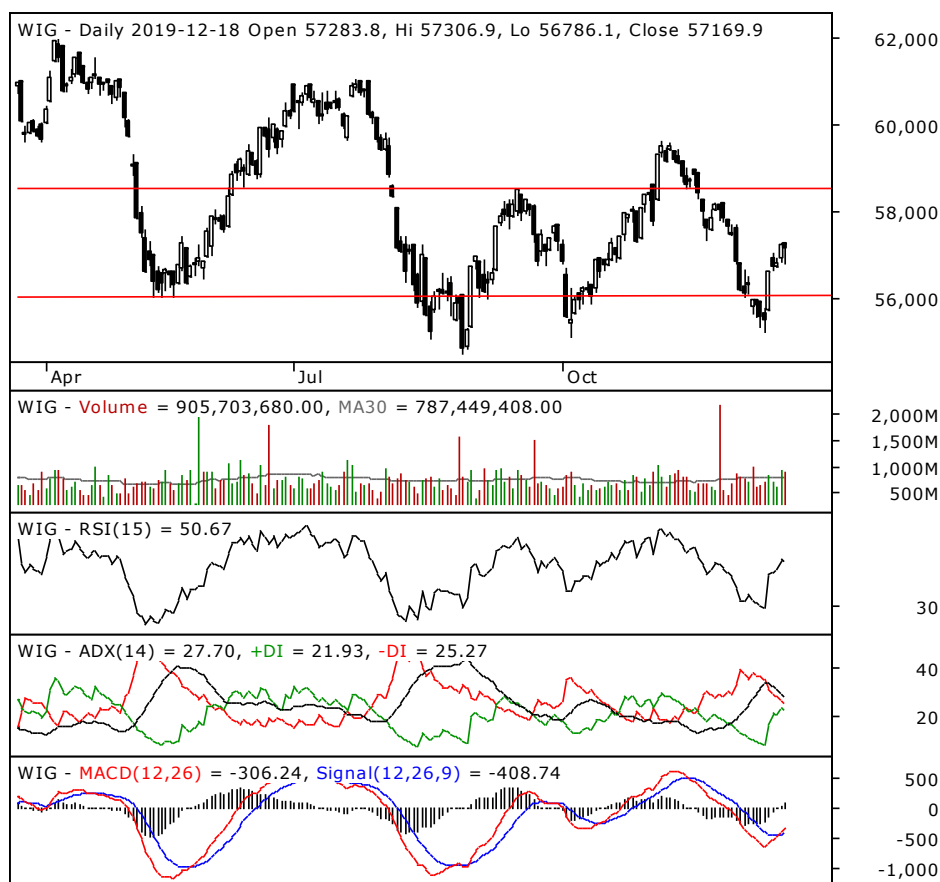 WIG - Daily 2019-12-18 Open 57283.8, Hi 57306.9, Lo 56786.1, Close 57169.9
62,000
60,000
58,000
56,000
Apr Jul Oct
WIG - Volume = 905,703,680.00, MA30 = 787,449,408.00
2,000M
1,500M
1,000M
500M
WIG - RSI(15) = 50.67
30
WIG - ADX(14) = 27.70, +DI = 21.93, -DI = 25.27
40
20
WIG - MACD(12,26) = -306.24, Signal(12,26,9) = -408.74
500
0
-500
-1,000